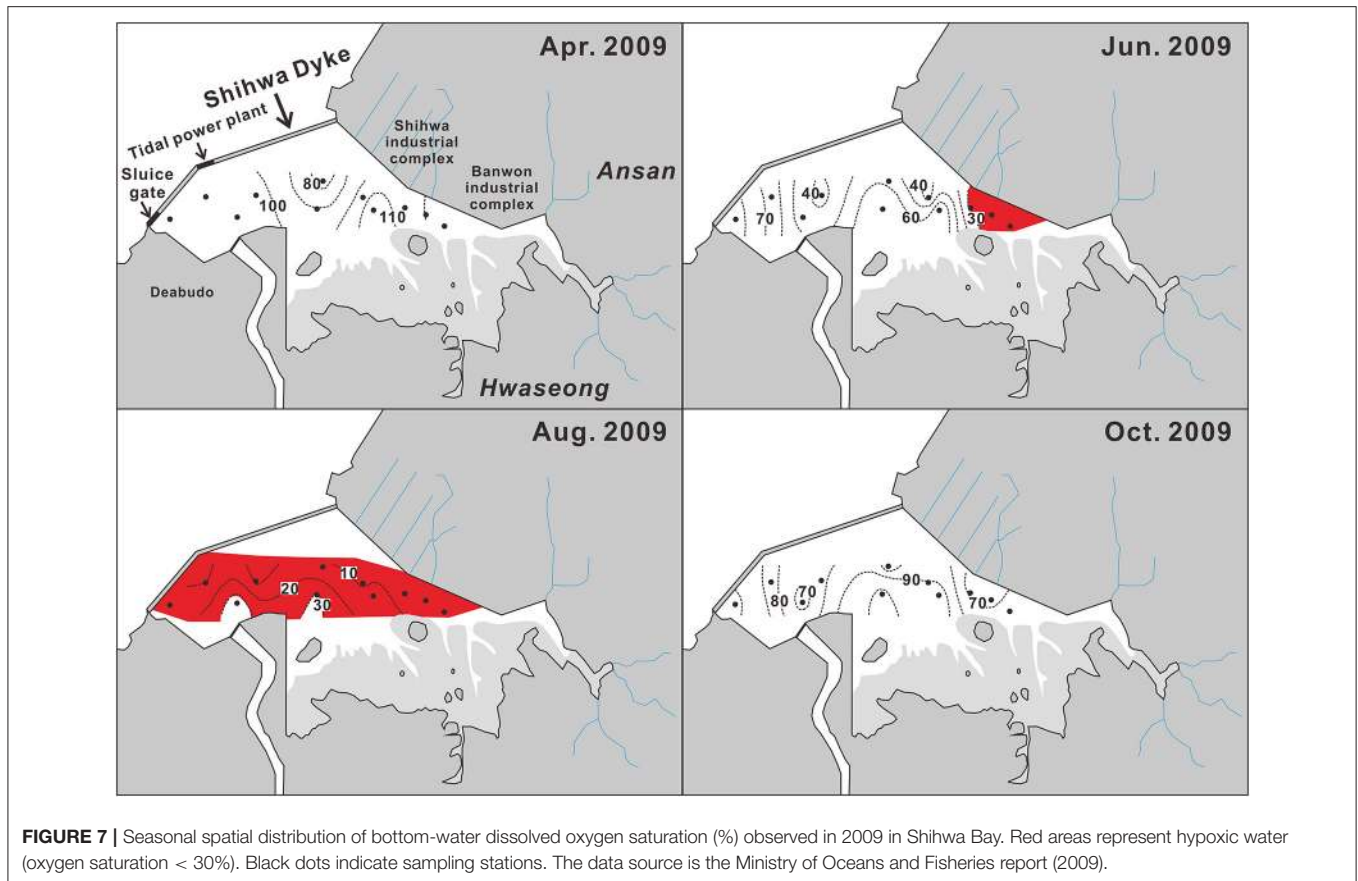 Apr. 2009
Shihwa Dyke
Tidal power plant
Sluice
gate
Shihwa
industrial
complex
Banwon
industrial
complex
Ansan
80
100
110
Deabudo
Hwaseong
Jun. 2009
40
40
70
60
30
Aug. 2009
10
20
30
Oct. 2009
90
80
70
70
FIGURE 7 | Seasonal spatial distribution of bottom-water dissolved oxygen saturation (%) observed in 2009 in Shihwa Bay. Red areas represent hypoxic water
(oxygen saturation < 30%). Black dots indicate sampling stations. The data source is the Ministry of Oceans and Fisheries report (2009).